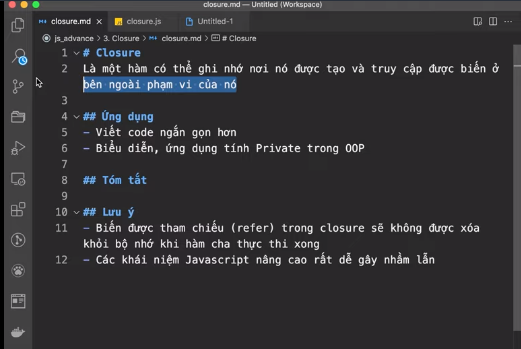 closure.md — Untitled (Workspace)
closure.md
closure.js
Untitled-1
js_advance > 3. Closure > closure.md > # Closure
1 # Closure
2 Là một hàm có thể ghi nhớ nơi nó được tạo và truy cập được biến ở
bên ngoài phạm vi của nó
3
4 ## Ứng dụng
5 - Viết code ngắn gọn hơn
6 - Biểu diễn, ứng dụng tính Private trong OOP
7
8 ## Tóm tắt
9
10 ## Lưu ý
11 - Biến được tham chiếu (refer) trong closure sẽ không được xóa
khỏi bộ nhớ khi hàm cha thực thi xong
12 - Các khái niệm Javascript nâng cao rất dễ gây nhầm lẫn